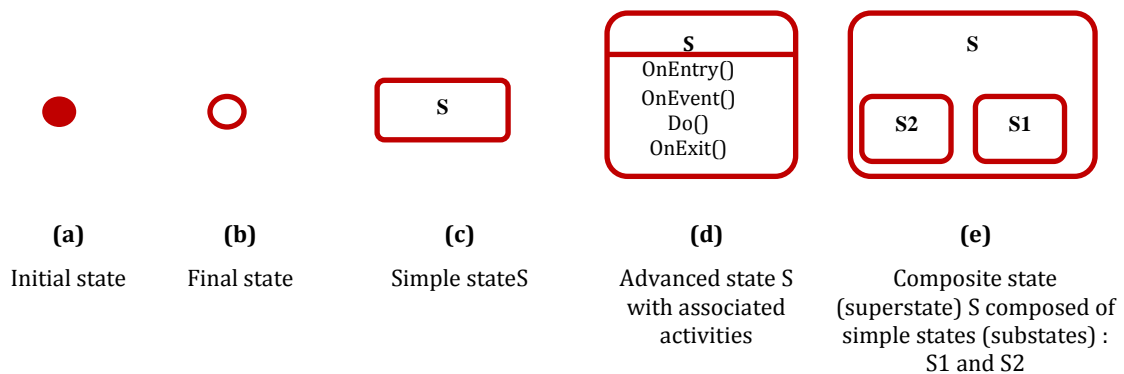 S
S
OnEntry()
OnEvent()
Do()
OnExit()
S
S2
S1
(a)
(b)
(c)
(d)
(e)
Initial state
Final state
Simple stateS
Advanced state S
with associated
activities
Composite state
(superstate) S composed of
simple states (substates) :
S1 and S2